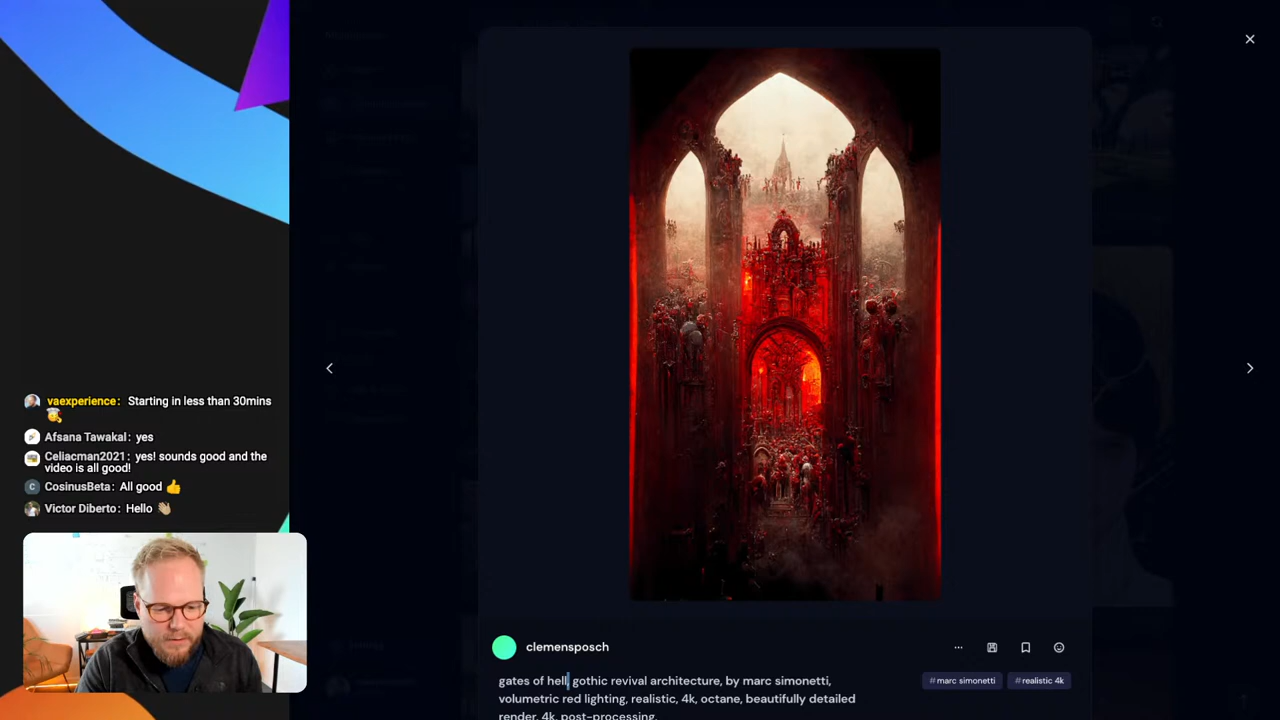 vaexperience: Starting in less than 30mins
Afsana Tawakal: yes
Celiacman2021: yes! sounds good and the
video is all good!
CosinusBeta: All good 👍
Victor Diberto: Hello 👋🏼
clemensposch
gates of hell, gothic revival architecture, by marc simonetti,
volumetric red lighting, realistic, 4k, octane, beautifully detailed
render, 4k, post-processing,
#marc simonetti
#realistic 4k